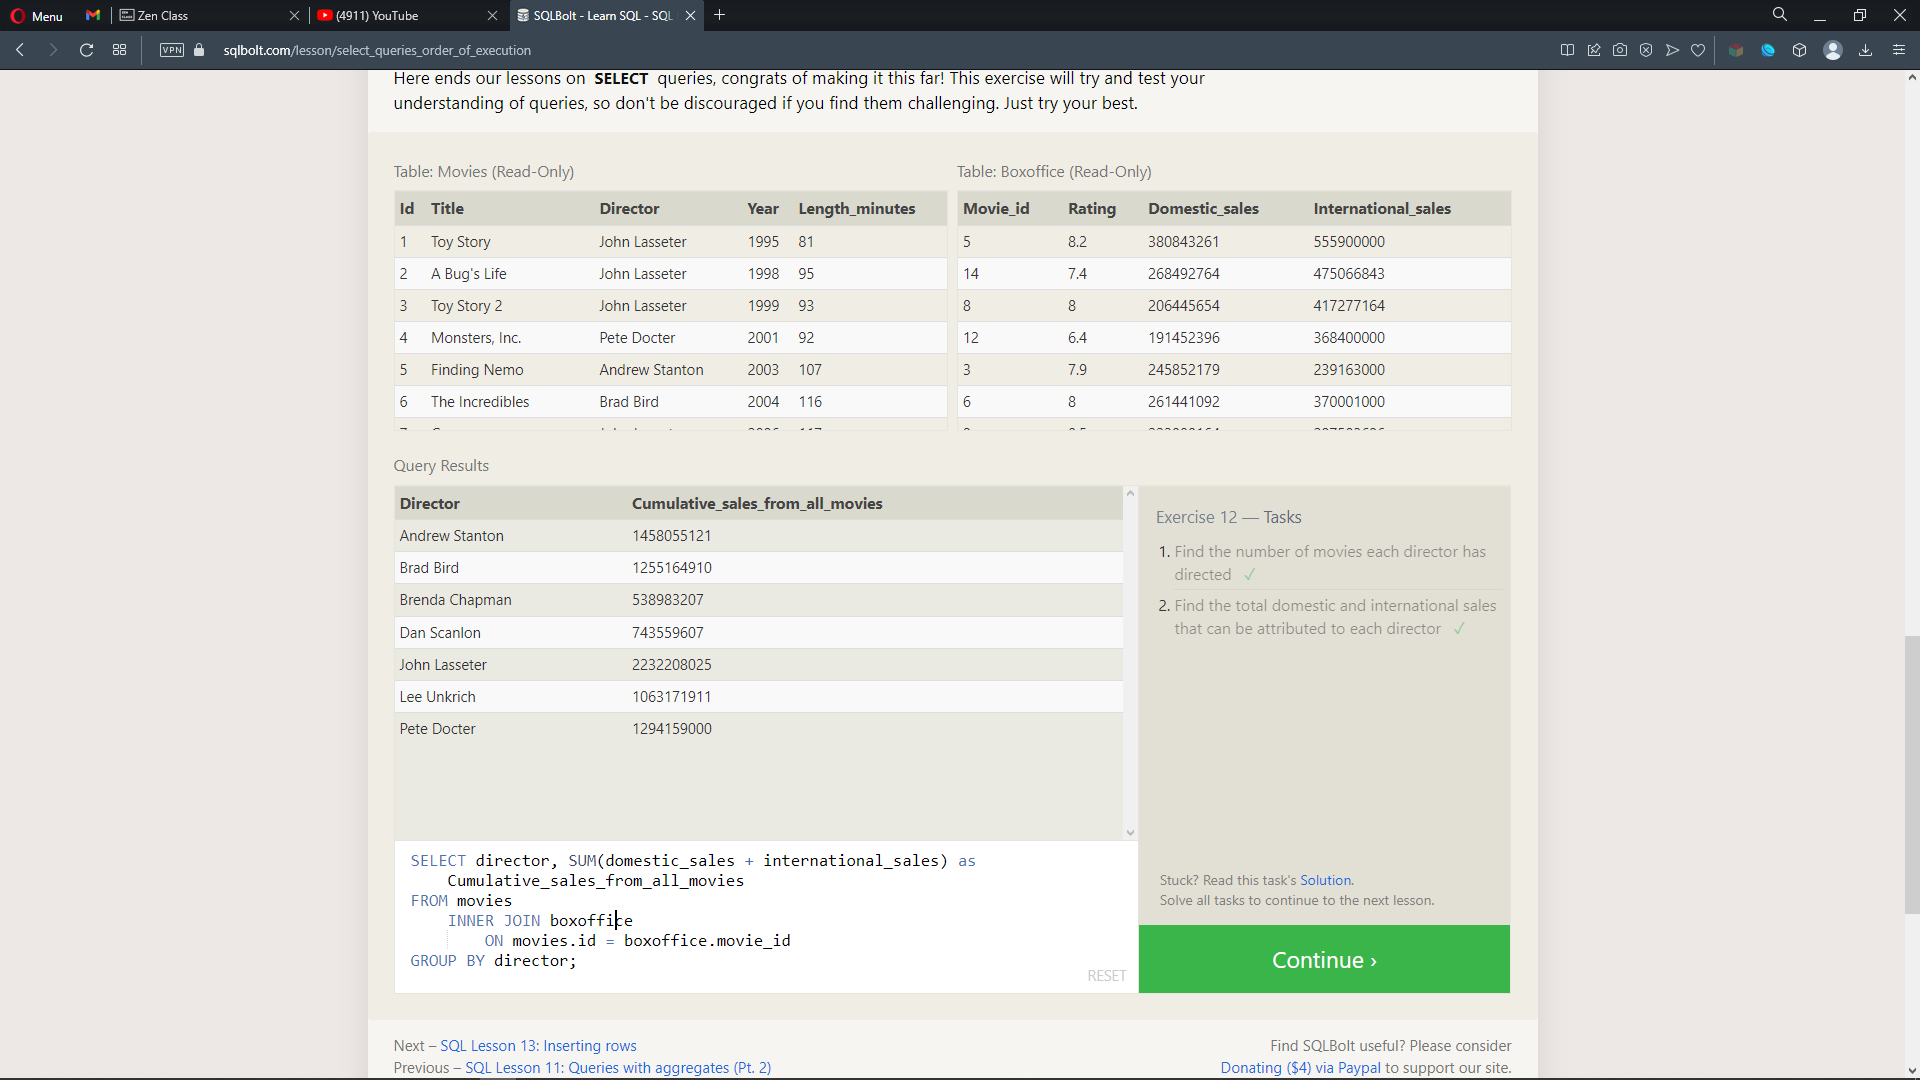 Menu
Zen Class
(4911) YouTube
SQLBolt - Learn SQL - SQL
VPN
sqlbolt.com/lesson/select_queries_order_of_execution
Here ends our lessons on SELECT queries, congrats of making it this far! This exercise will try and test your
understanding of queries, so don't be discouraged if you find them challenging. Just try your best.
Table: Movies (Read-Only)
Id Title Director Year Length_minutes
1 Toy Story John Lasseter 1995 81
2 A Bug's Life John Lasseter 1998 95
3 Toy Story 2 John Lasseter 1999 93
4 Monsters, Inc. Pete Docter 2001 92
5 Finding Nemo Andrew Stanton 2003 107
6 The Incredibles Brad Bird 2004 116
Table: Boxoffice (Read-Only)
Movie_id Rating Domestic_sales International_sales
5 8.2 380843261 555900000
14 7.4 268492764 475066843
8 8 206445654 417277164
12 6.4 191452396 368400000
3 7.9 245852179 239163000
6 8 261441092 370001000
Query Results
Director Cumulative_sales_from_all_movies
Andrew Stanton 1458055121
Brad Bird 1255164910
Brenda Chapman 538983207
Dan Scanlon 743559607
John Lasseter 2232208025
Lee Unkrich 1063171911
Pete Docter 1294159000
Exercise 12 — Tasks
1. Find the number of movies each director has
directed ✓
2. Find the total domestic and international sales
that can be attributed to each director ✓
Stuck? Read this task's Solution.
Solve all tasks to continue to the next lesson.
Continue ›
SELECT director, SUM(domestic_sales + international_sales) as
Cumulative_sales_from_all_movies
FROM movies
INNER JOIN boxoffice
ON movies.id = boxoffice.movie_id
GROUP BY director;
RESET
Next – SQL Lesson 13: Inserting rows
Previous – SQL Lesson 11: Queries with aggregates (Pt. 2)
Find SQLBolt useful? Please consider
Donating ($4) via Paypal to support our site.